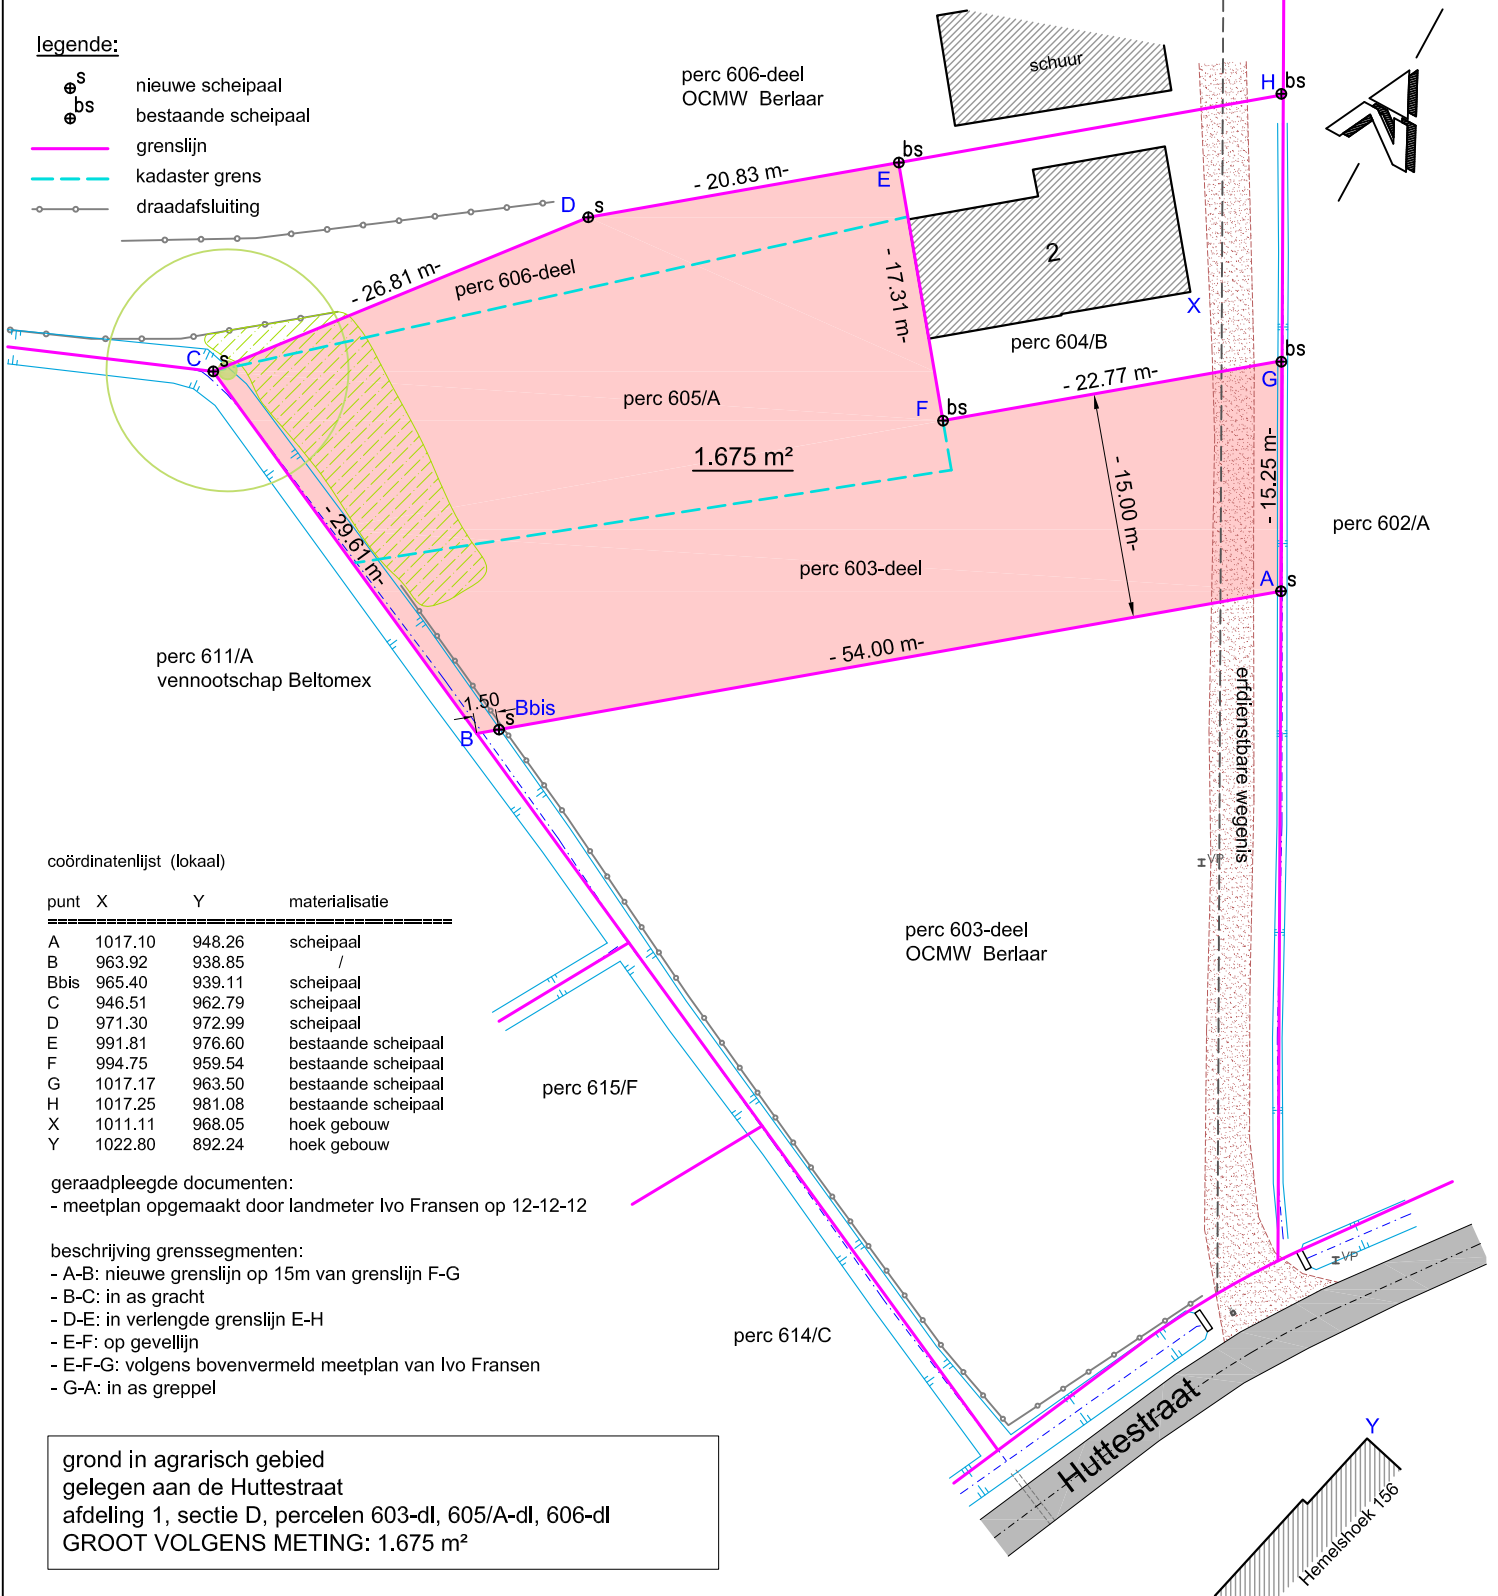 legende:
s nieuwe scheipaal
bs bestaande scheipaal
grenslijn
kadaster grens
draadafsluiting
perc 606-deel
OCMW Berlaar
schuur
H bs
E bs
- 20.83 m-
D s
- 26.81 m-
perc 606-deel
- 17.31 m-
2
X
perc 604/B
C s
perc 605/A
- 22.77 m-
G bs
F bs
1.675 m²
- 15.00 m-
- 15.25 m-
perc 602/A
- 29.61 m-
perc 603-deel
A s
- 54.00 m-
perc 611/A
vennootschap Beltomex
1.50
Bbis
s
B
erfdienstbare wegenis
VP
coördinatenlijst (lokaal)
punt X Y materialisatie
=============================================
A 1017.10 948.26 scheipaal
B 963.92 938.85 /
Bbis 965.40 939.11 scheipaal
C 946.51 962.79 scheipaal
D 971.30 972.99 scheipaal
E 991.81 976.60 bestaande scheipaal
F 994.75 959.54 bestaande scheipaal
G 1017.17 963.50 bestaande scheipaal
H 1017.25 981.08 bestaande scheipaal
X 1011.11 968.05 hoek gebouw
Y 1022.80 892.24 hoek gebouw
perc 603-deel
OCMW Berlaar
perc 615/F
geraadpleegde documenten:
- meetplan opgemaakt door landmeter Ivo Fransen op 12-12-12
beschrijving grenssegmenten:
- A-B: nieuwe grenslijn op 15m van grenslijn F-G
- B-C: in as gracht
- D-E: in verlengde grenslijn E-H
- E-F: op gevellijn
- E-F-G: volgens bovenvermeld meetplan van Ivo Fransen
- G-A: in as greppel
VP
perc 614/C
Huttestraat
Y
Hemelshoek 156
grond in agrarisch gebied
gelegen aan de Huttestraat
afdeling 1, sectie D, percelen 603-dl, 605/A-dl, 606-dl
GROOT VOLGENS METING: 1.675 m²